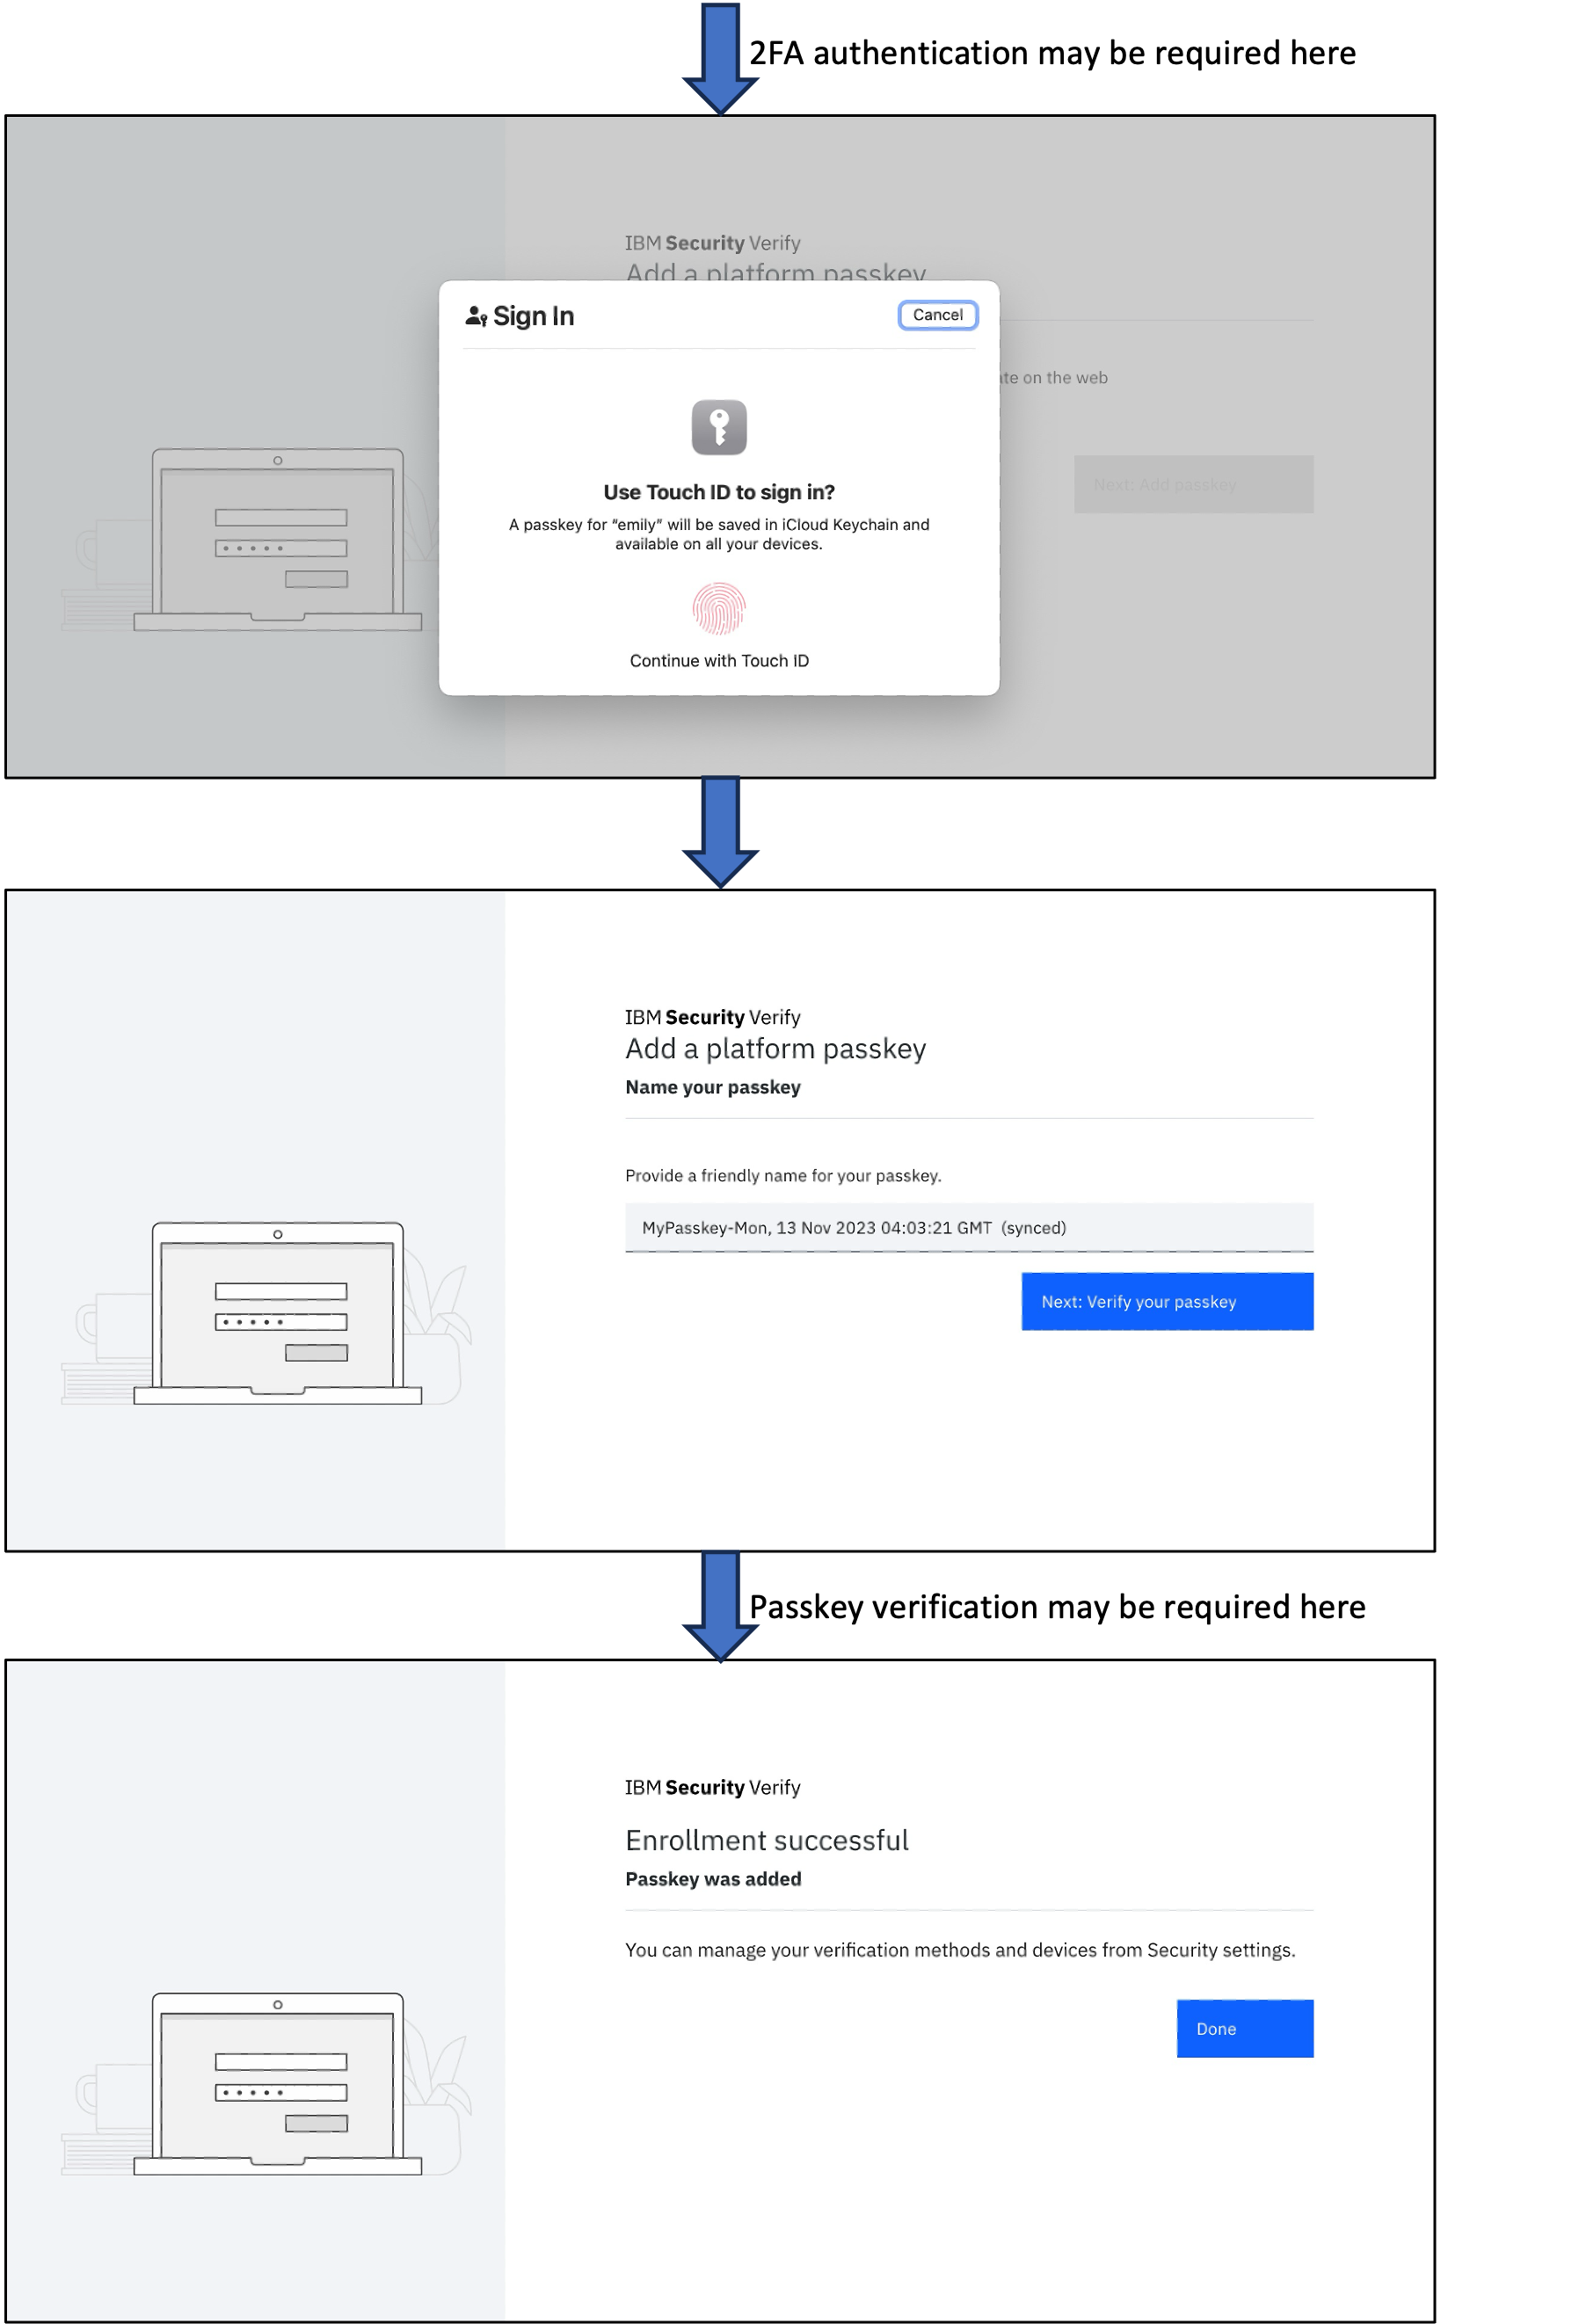 2FA authentication may be required here
IBM Security Verify
Add a platform passkey
Sign In
Cancel
ate on the web
Use Touch ID to sign in?
A passkey for “emily” will be saved in iCloud Keychain and
available on all your devices.
Next: Add passkey
Continue with Touch ID
IBM Security Verify
Add a platform passkey
Name your passkey
Provide a friendly name for your passkey.
MyPasskey-Mon, 13 Nov 2023 04:03:21 GMT (synced)
Next: Verify your passkey
Passkey verification may be required here
IBM Security Verify
Enrollment successful
Passkey was added
You can manage your verification methods and devices from Security settings.
Done